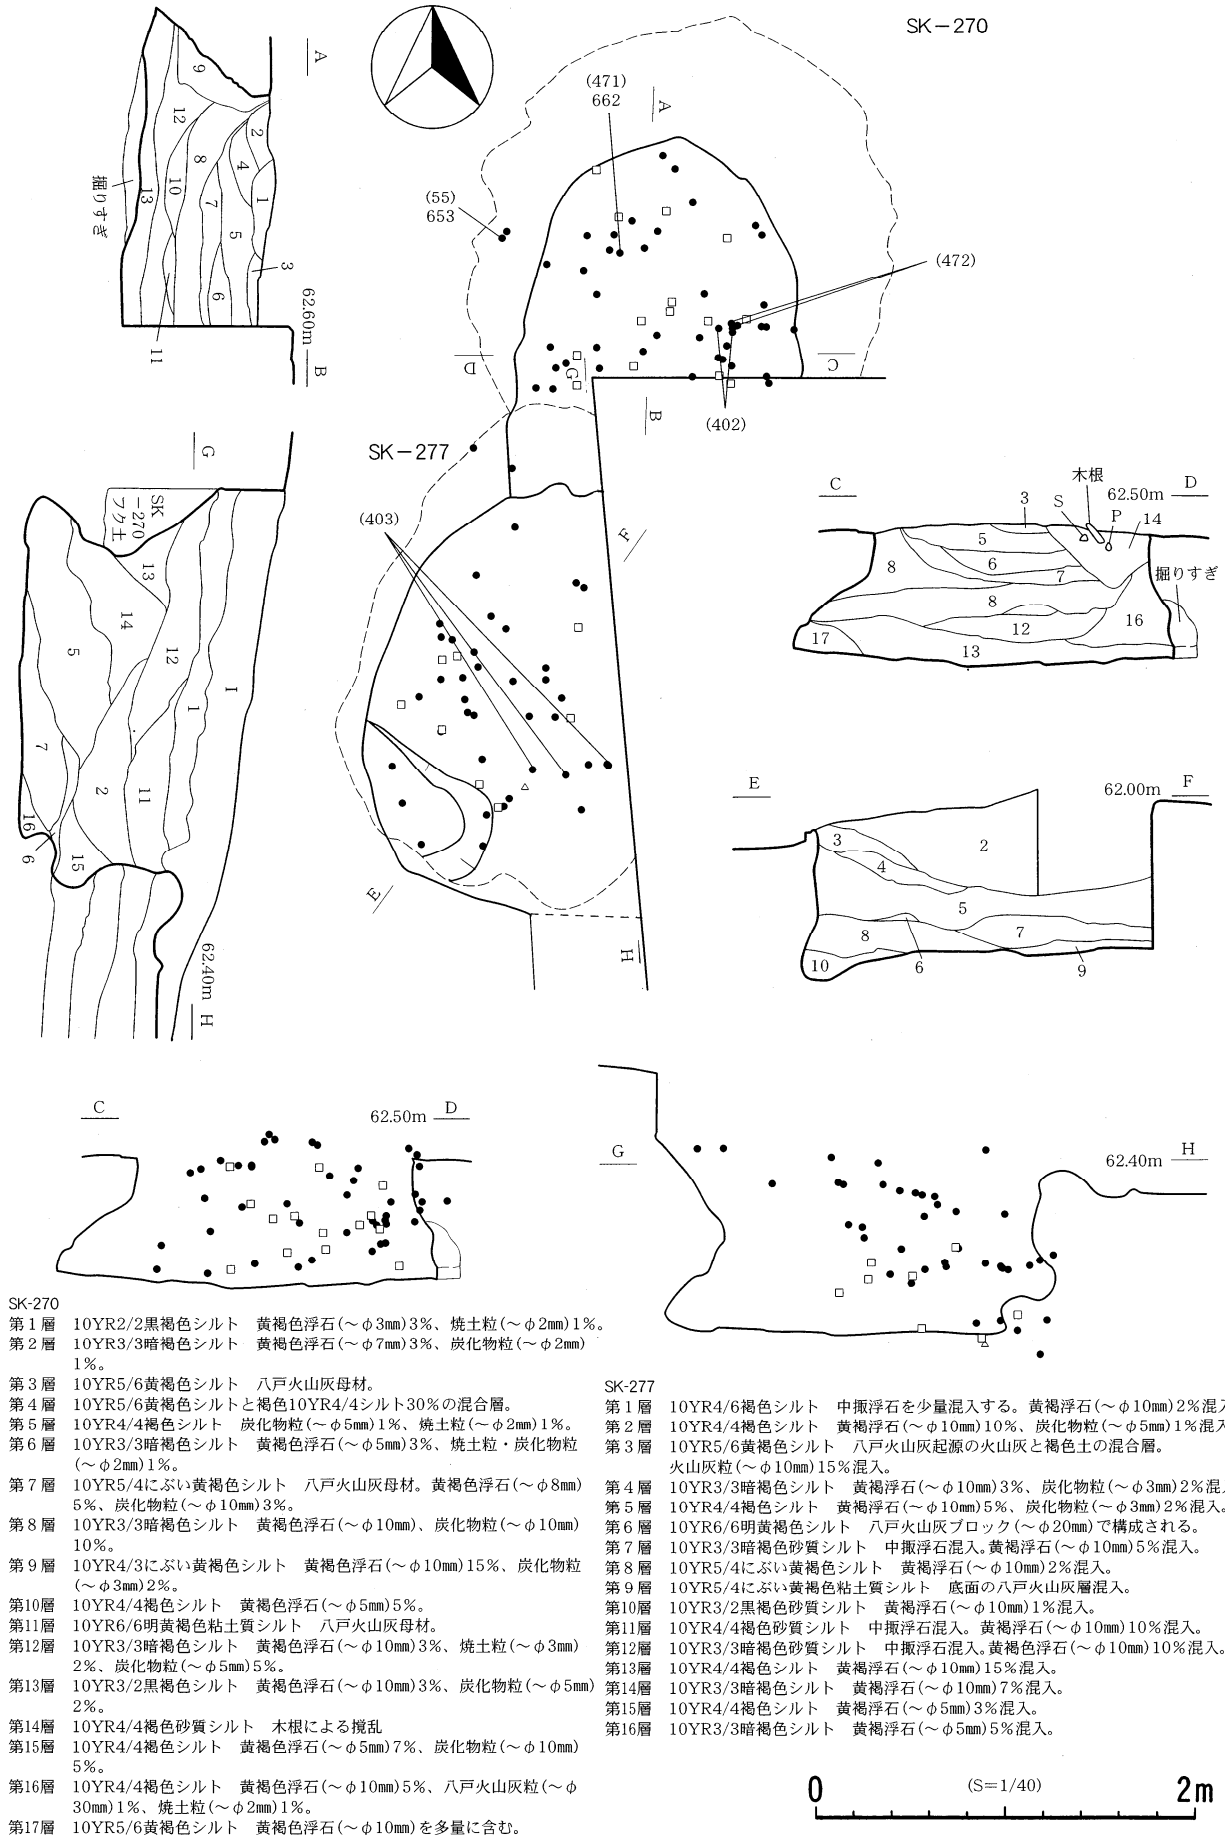 SK－270
A
9
12
2
8
4
13
10
7
1
5
掘りすぎ
3
6
62.60m
11
B
(471)
662
A
(55)
653
(472)
D
G
C
B
(402)
SK－277
(403)
F
E
H
G
SK
－270
フク土
13
14
5
12
I
1
7
2
11
16
6
15
62.40m
H
C
木根
3
S
62.50m
D
P
14
5
8
6
7
掘りすぎ
8
12
16
17
13
E
62.00m
F
3
2
4
5
8
7
10
6
9
C
62.50m
D
G
62.40m
H
SK-270
第１層 10YR2/2黒褐色シルト 黄褐色浮石(～φ3㎜)3％、焼土粒(～φ2㎜)1％。
第２層 10YR3/3暗褐色シルト 黄褐色浮石(～φ7㎜)3％、炭化物粒(～φ2㎜)
1％。
第３層 10YR5/6黄褐色シルト 八戸火山灰母材。
第４層 10YR5/6黄褐色シルトと褐色10YR4/4シルト30％の混合層。
第５層 10YR4/4褐色シルト 炭化物粒(～φ5㎜)1％、焼土粒(～φ2㎜)1％。
第６層 10YR3/3暗褐色シルト 黄褐色浮石(～φ5㎜)3％、焼土粒・炭化物粒
(～φ2㎜)1％。
第７層 10YR5/4にぶい黄褐色シルト 八戸火山灰母材。黄褐色浮石(～φ8㎜)
5％、炭化物粒(～φ10㎜)3％。
第８層 10YR3/3暗褐色シルト 黄褐色浮石(～φ10㎜)、炭化物粒(～φ10㎜)
10％。
第９層 10YR4/3にぶい黄褐色シルト 黄褐色浮石(～φ10㎜)15％、炭化物粒
(～φ3㎜)2％。
第10層 10YR4/4褐色シルト 黄褐色浮石(～φ5㎜)5％。
第11層 10YR6/6明黄褐色粘土質シルト 八戸火山灰母材。
第12層 10YR3/3暗褐色シルト 黄褐色浮石(～φ10㎜)3％、焼土粒(～φ3㎜)
2％、炭化物粒(～φ5㎜)5％。
第13層 10YR3/2黒褐色シルト 黄褐色浮石(～φ10㎜)3％、炭化物粒(～φ5㎜)
2％。
第14層 10YR4/4褐色砂質シルト 木根による撹乱
第15層 10YR4/4褐色シルト 黄褐色浮石(～φ5㎜)7％、炭化物粒(～φ10㎜)
5％。
第16層 10YR4/4褐色シルト 黄褐色浮石(～φ10㎜)5％、八戸火山灰粒(～φ
30㎜)1％、焼土粒(～φ2㎜)1％。
第17層 10YR5/6黄褐色シルト 黄褐色浮石(～φ10㎜)を多量に含む。
SK-277
第１層 10YR4/6褐色シルト 中掫浮石を少量混入する。黄褐浮石(～φ10㎜)2％混入
第２層 10YR4/4褐色シルト 黄褐浮石(～φ10㎜)10％、炭化物粒(～φ5㎜)1％混入
第３層 10YR5/6黄褐色シルト 八戸火山灰起源の火山灰と褐色土の混合層。
火山灰粒(～φ10㎜)15％混入。
第４層 10YR3/3暗褐色シルト 黄褐浮石(～φ10㎜)3％、炭化物粒(～φ3㎜)2％混入
第５層 10YR4/4褐色シルト 黄褐浮石(～φ10㎜)5％、炭化物粒(～φ3㎜)2％混入。
第６層 10YR6/6明黄褐色シルト 八戸火山灰ブロック(～φ20㎜)で構成される。
第７層 10YR3/3暗褐色砂質シルト 中掫浮石混入。黄褐浮石(～φ10㎜)5％混入。
第８層 10YR5/4にぶい黄褐色シルト 黄褐浮石(～φ10㎜)2％混入。
第９層 10YR5/4にぶい黄褐色粘土質シルト 底面の八戸火山灰層混入。
第10層 10YR3/2黒褐色砂質シルト 黄褐浮石(～φ10㎜)1％混入。
第11層 10YR4/4褐色砂質シルト 中掫浮石混入。黄褐浮石(～φ10㎜)10％混入。
第12層 10YR3/3暗褐色砂質シルト 中掫浮石混入。黄褐色浮石(～φ10㎜)10％混入。
第13層 10YR4/4褐色シルト 黄褐浮石(～φ10㎜)15％混入。
第14層 10YR3/3暗褐色シルト 黄褐浮石(～φ10㎜)7％混入。
第15層 10YR4/4褐色シルト 黄褐浮石(～φ5㎜)3％混入。
第16層 10YR3/3暗褐色シルト 黄褐浮石(～φ5㎜)5％混入。
0 (S＝1/40) 2m